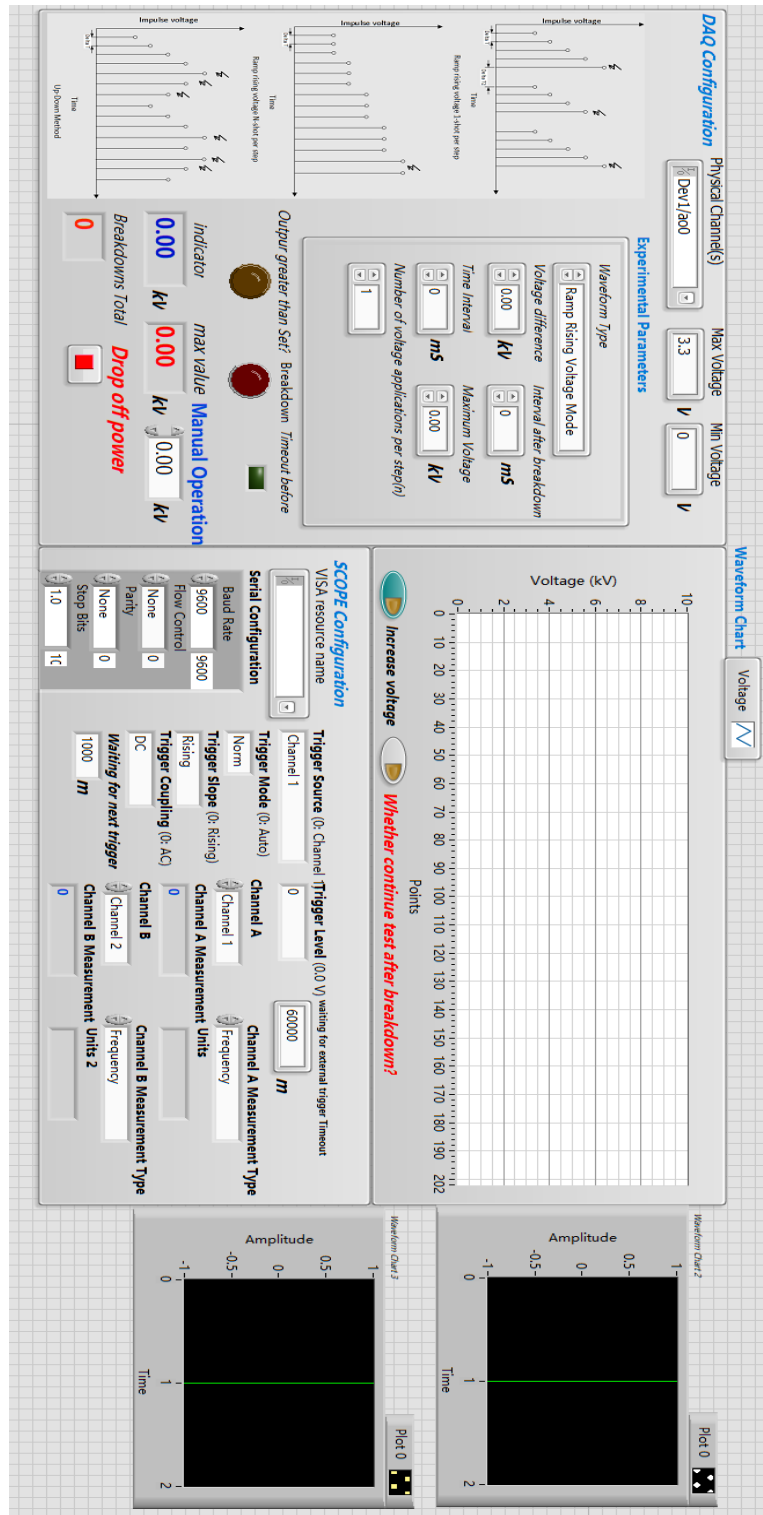 DAQ Configuration
Physical Channel(s)
Dev1/ao0
Max Voltage
3.3
V
Min Voltage
0
V
Impulse voltage
Delta T
Delta T2
Time
Ramp rising voltage 1-shot per step
Impulse voltage
Delta T
Time
Ramp rising voltage N-shot per step
Impulse voltage
Delta T
Time
Up-Down Method
Experimental Parameters
Waveform Type
Ramp Rising Voltage Mode
Voltage difference
0.00
kV
Interval after breakdown
0
mS
Time Interval
0
mS
Maximum Voltage
0.00
kV
Number of voltage applications per step(n)
1
Output greater than Set?
Breakdown
Timeout before
indicator
0.00
kV
max value
0.00
kV
Manual Operation
0.00
kV
Breakdowns Total
0
Drop off power
Waveform Chart
Voltage
Voltage (kV)
10
8
6
4
2
0
0 10 20 30 40 50 60 70 80 90 100 110 120 130 140 150 160 170 180 190 202
Points
Increase voltage
Whether continue test after breakdown?
SCOPE Configuration
VISA resource name
Serial Configuration
Baud Rate
9600
9600
Flow Control
None
0
Parity
None
0
Stop Bits
1.0
10
Trigger Source (0: Channel 1)
Channel 1
Trigger Level (0.0 V)
0
waiting for external trigger Timeout
60000
m
Trigger Mode (0: Auto)
Norm
Trigger Slope (0: Rising)
Rising
Trigger Coupling (0: AC)
DC
Waiting for next trigger
1000
m
Channel A
Channel 1
Channel A Measurement Type
Frequency
Channel A Measurement
0
Units
Channel B
Channel 2
Channel B Measurement Type
Frequency
Channel B Measurement
0
Units 2
Waveform Chart 2
Plot 0
Amplitude
1
0.5
0
-0.5
-1
0 1 2
Time
Waveform Chart 3
Plot 0
Amplitude
1
0.5
0
-0.5
-1
0 1 2
Time